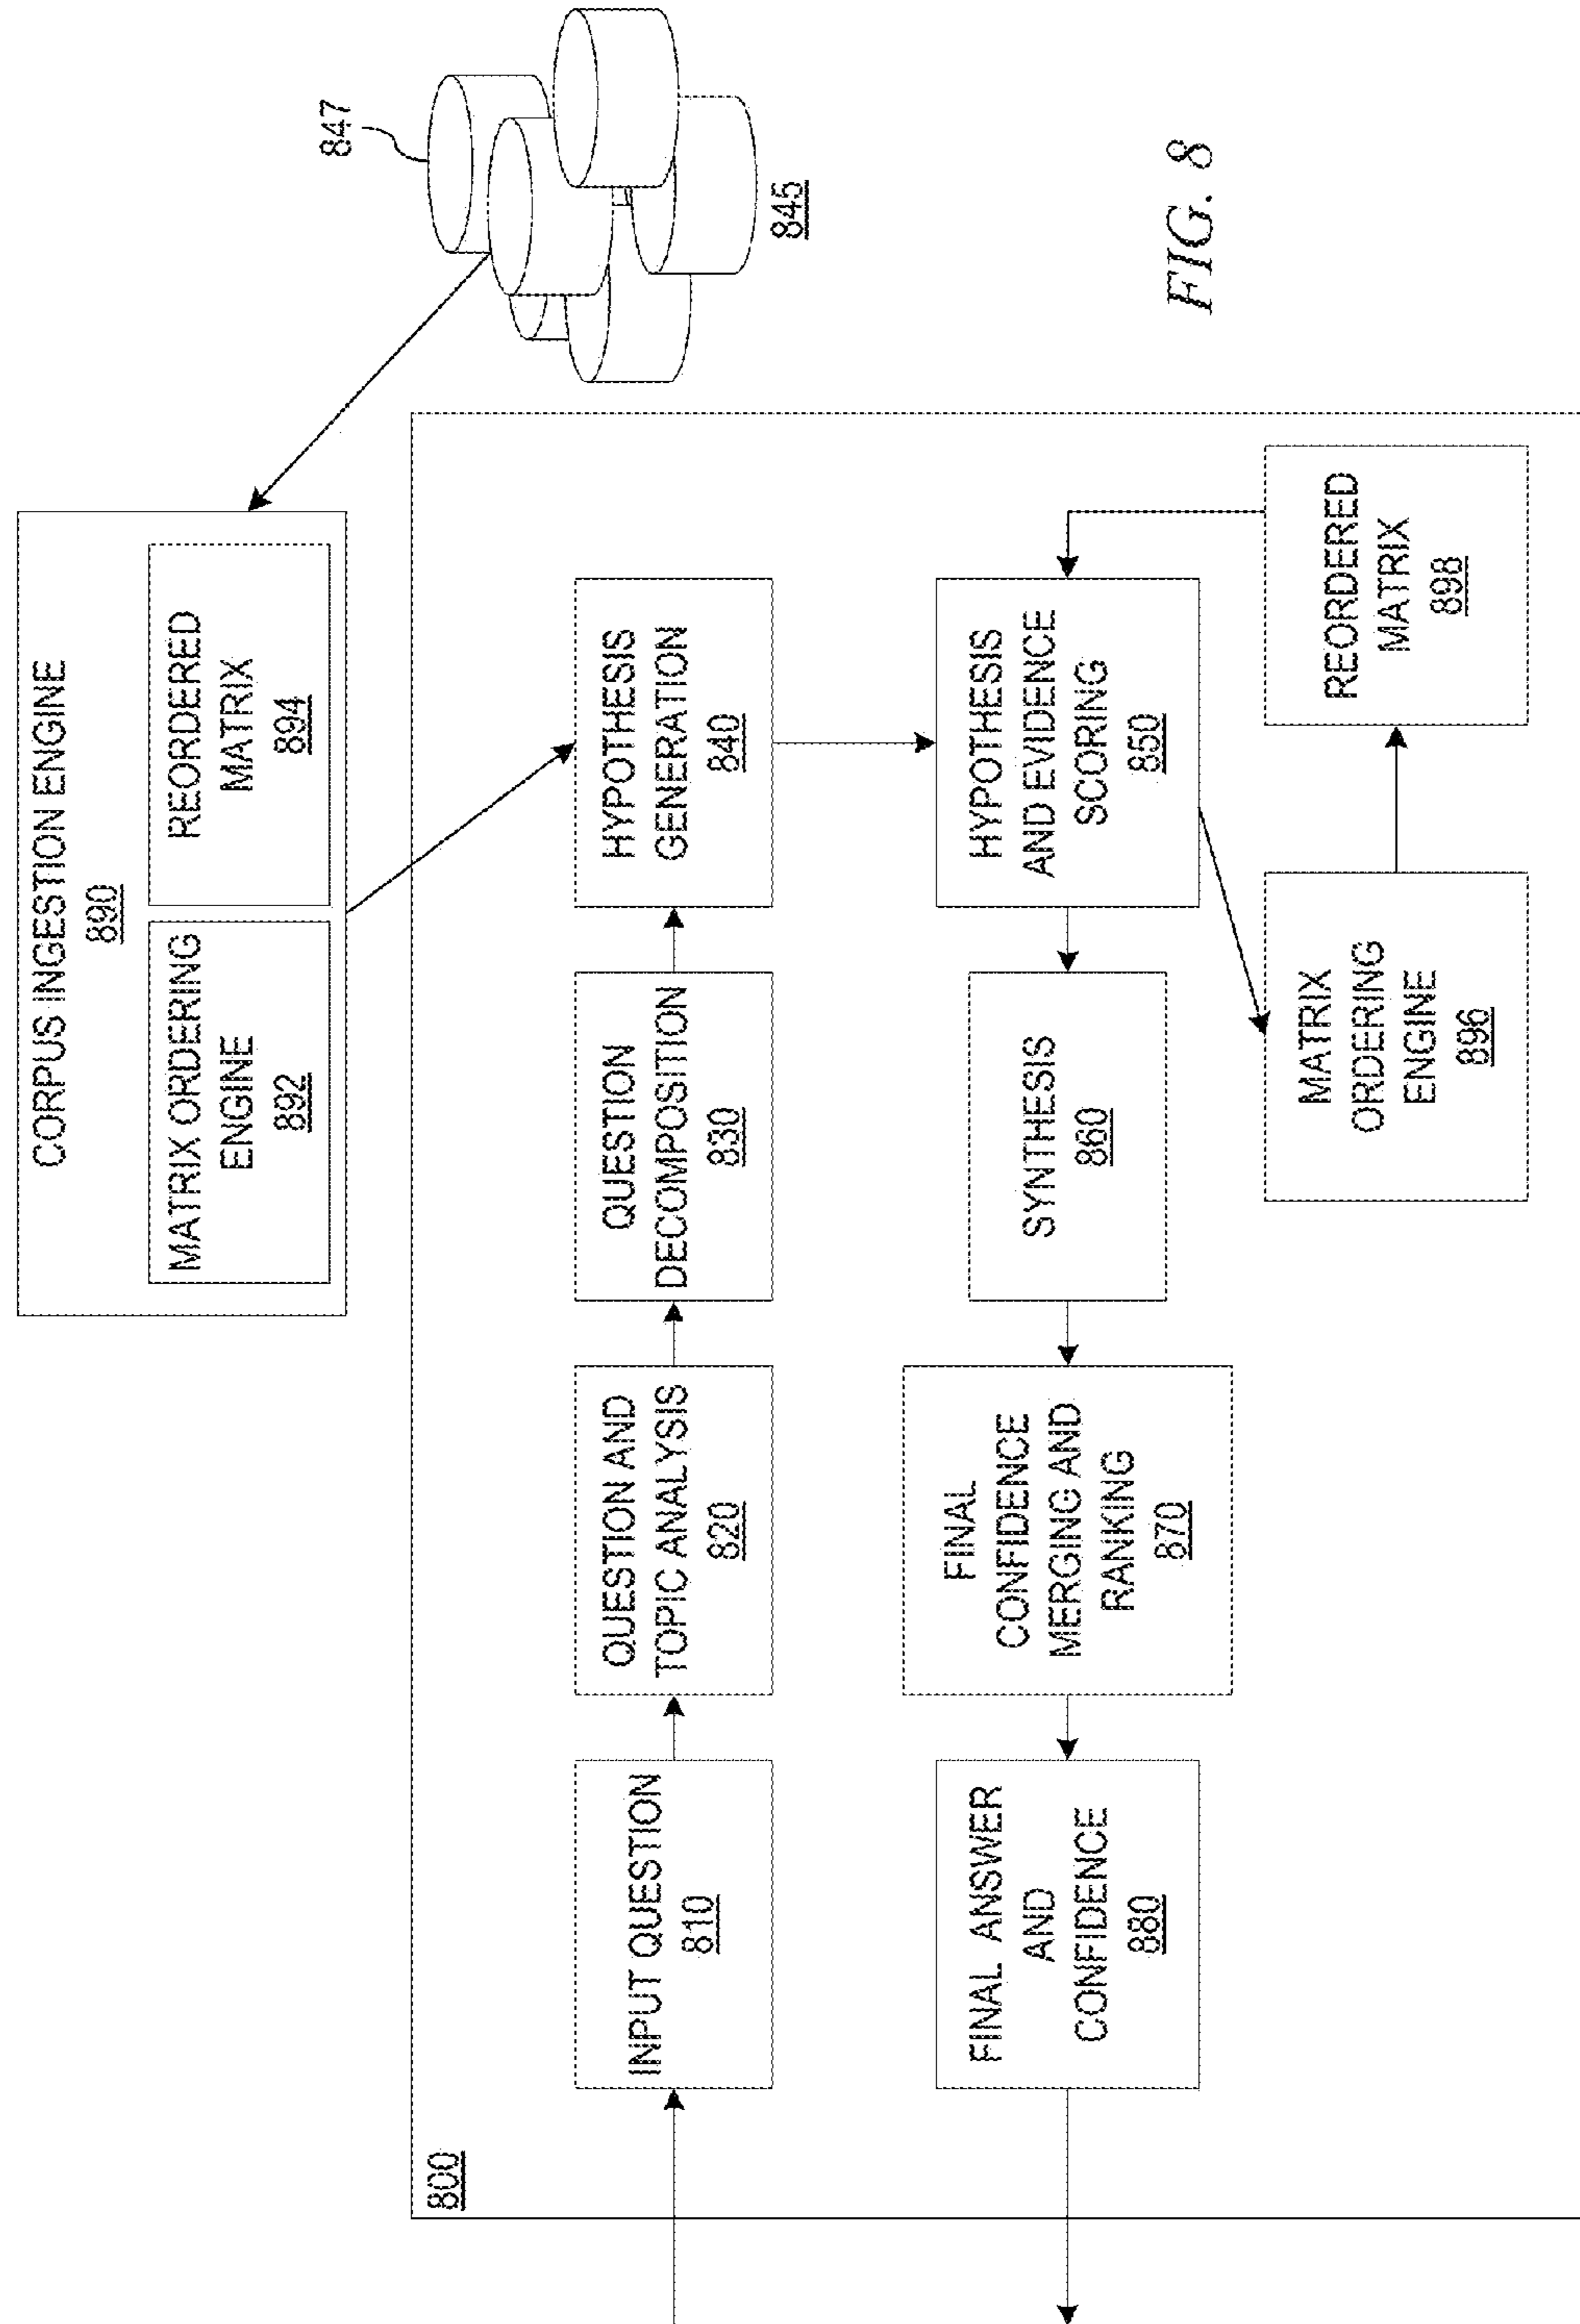 CORPUS INGESTION ENGINE
890
MATRIX ORDERING
ENGINE
892
REORDERED
MATRIX
894
847
845
800
INPUT QUESTION
810
QUESTION AND
TOPIC ANALYSIS
820
QUESTION
DECOMPOSITION
830
HYPOTHESIS
GENERATION
840
FINAL ANSWER
AND
CONFIDENCE
880
FINAL
CONFIDENCE
MERGING AND
RANKING
870
SYNTHESIS
860
HYPOTHESIS
AND EVIDENCE
SCORING
850
MATRIX
ORDERING
ENGINE
896
REORDERED
MATRIX
898
FIG. 8